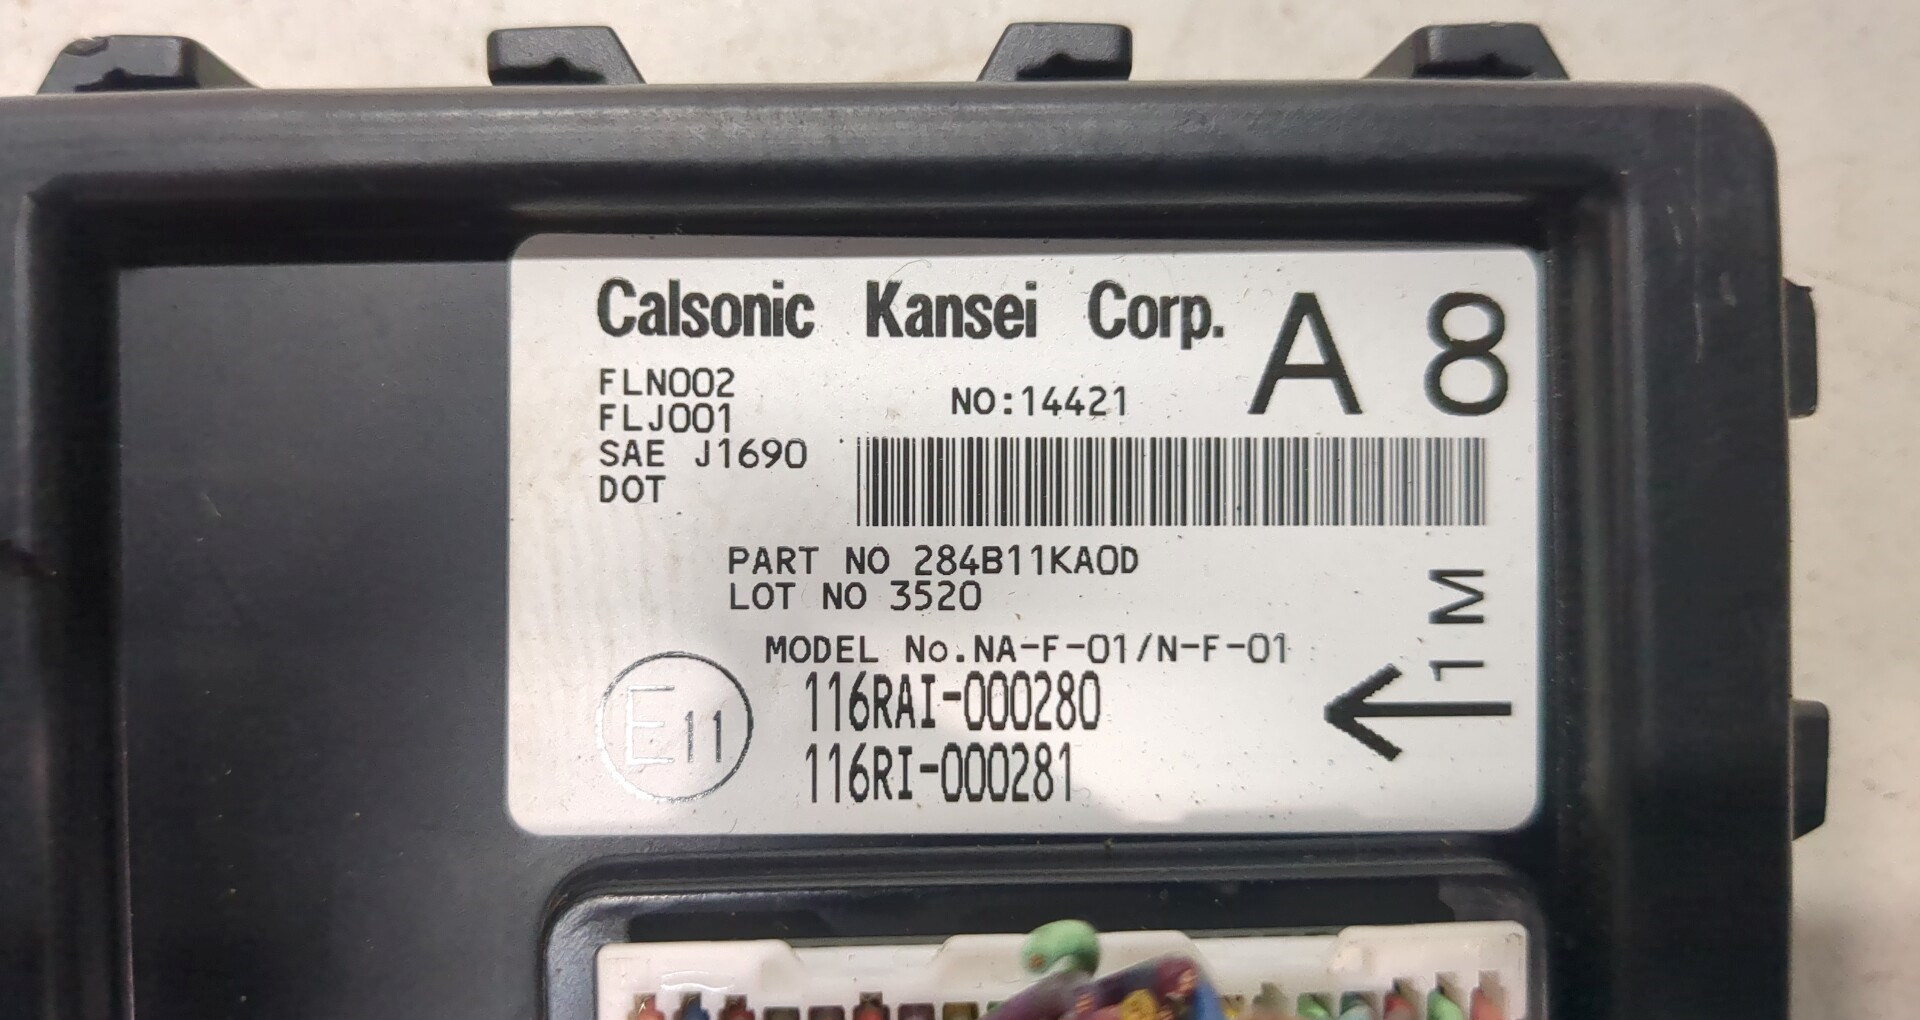 Calsonic Kansei Corp. A 8
FLN002
FLJ001
SAE J1690
DOT
NO:14421
PART NO 284B11KA0D
LOT NO 3520
MODEL No.NA-F-01/N-F-01
E11
116RAI-000280
116RI-000281
1M